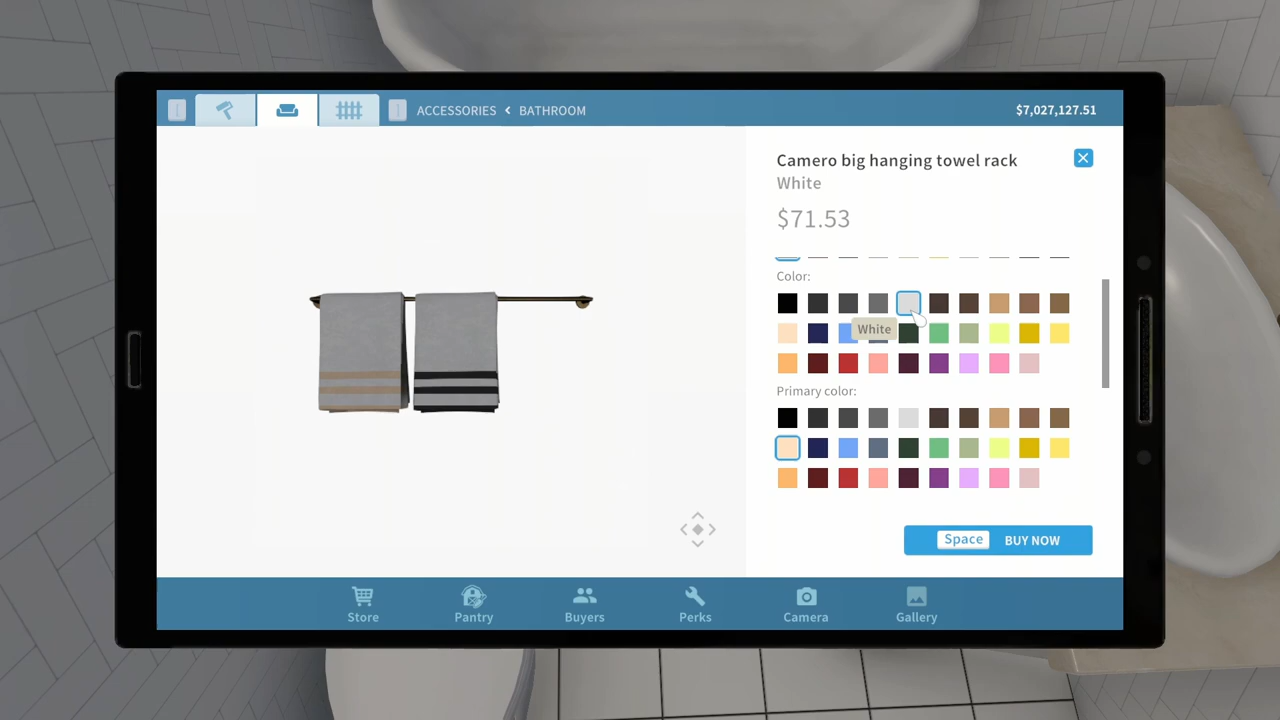 ACCESSORIES < BATHROOM
$7,027,127.51
Camero big hanging towel rack
White
$71.53
Color:
White
Primary color:
Space BUY NOW
Store Pantry Buyers Perks Camera Gallery